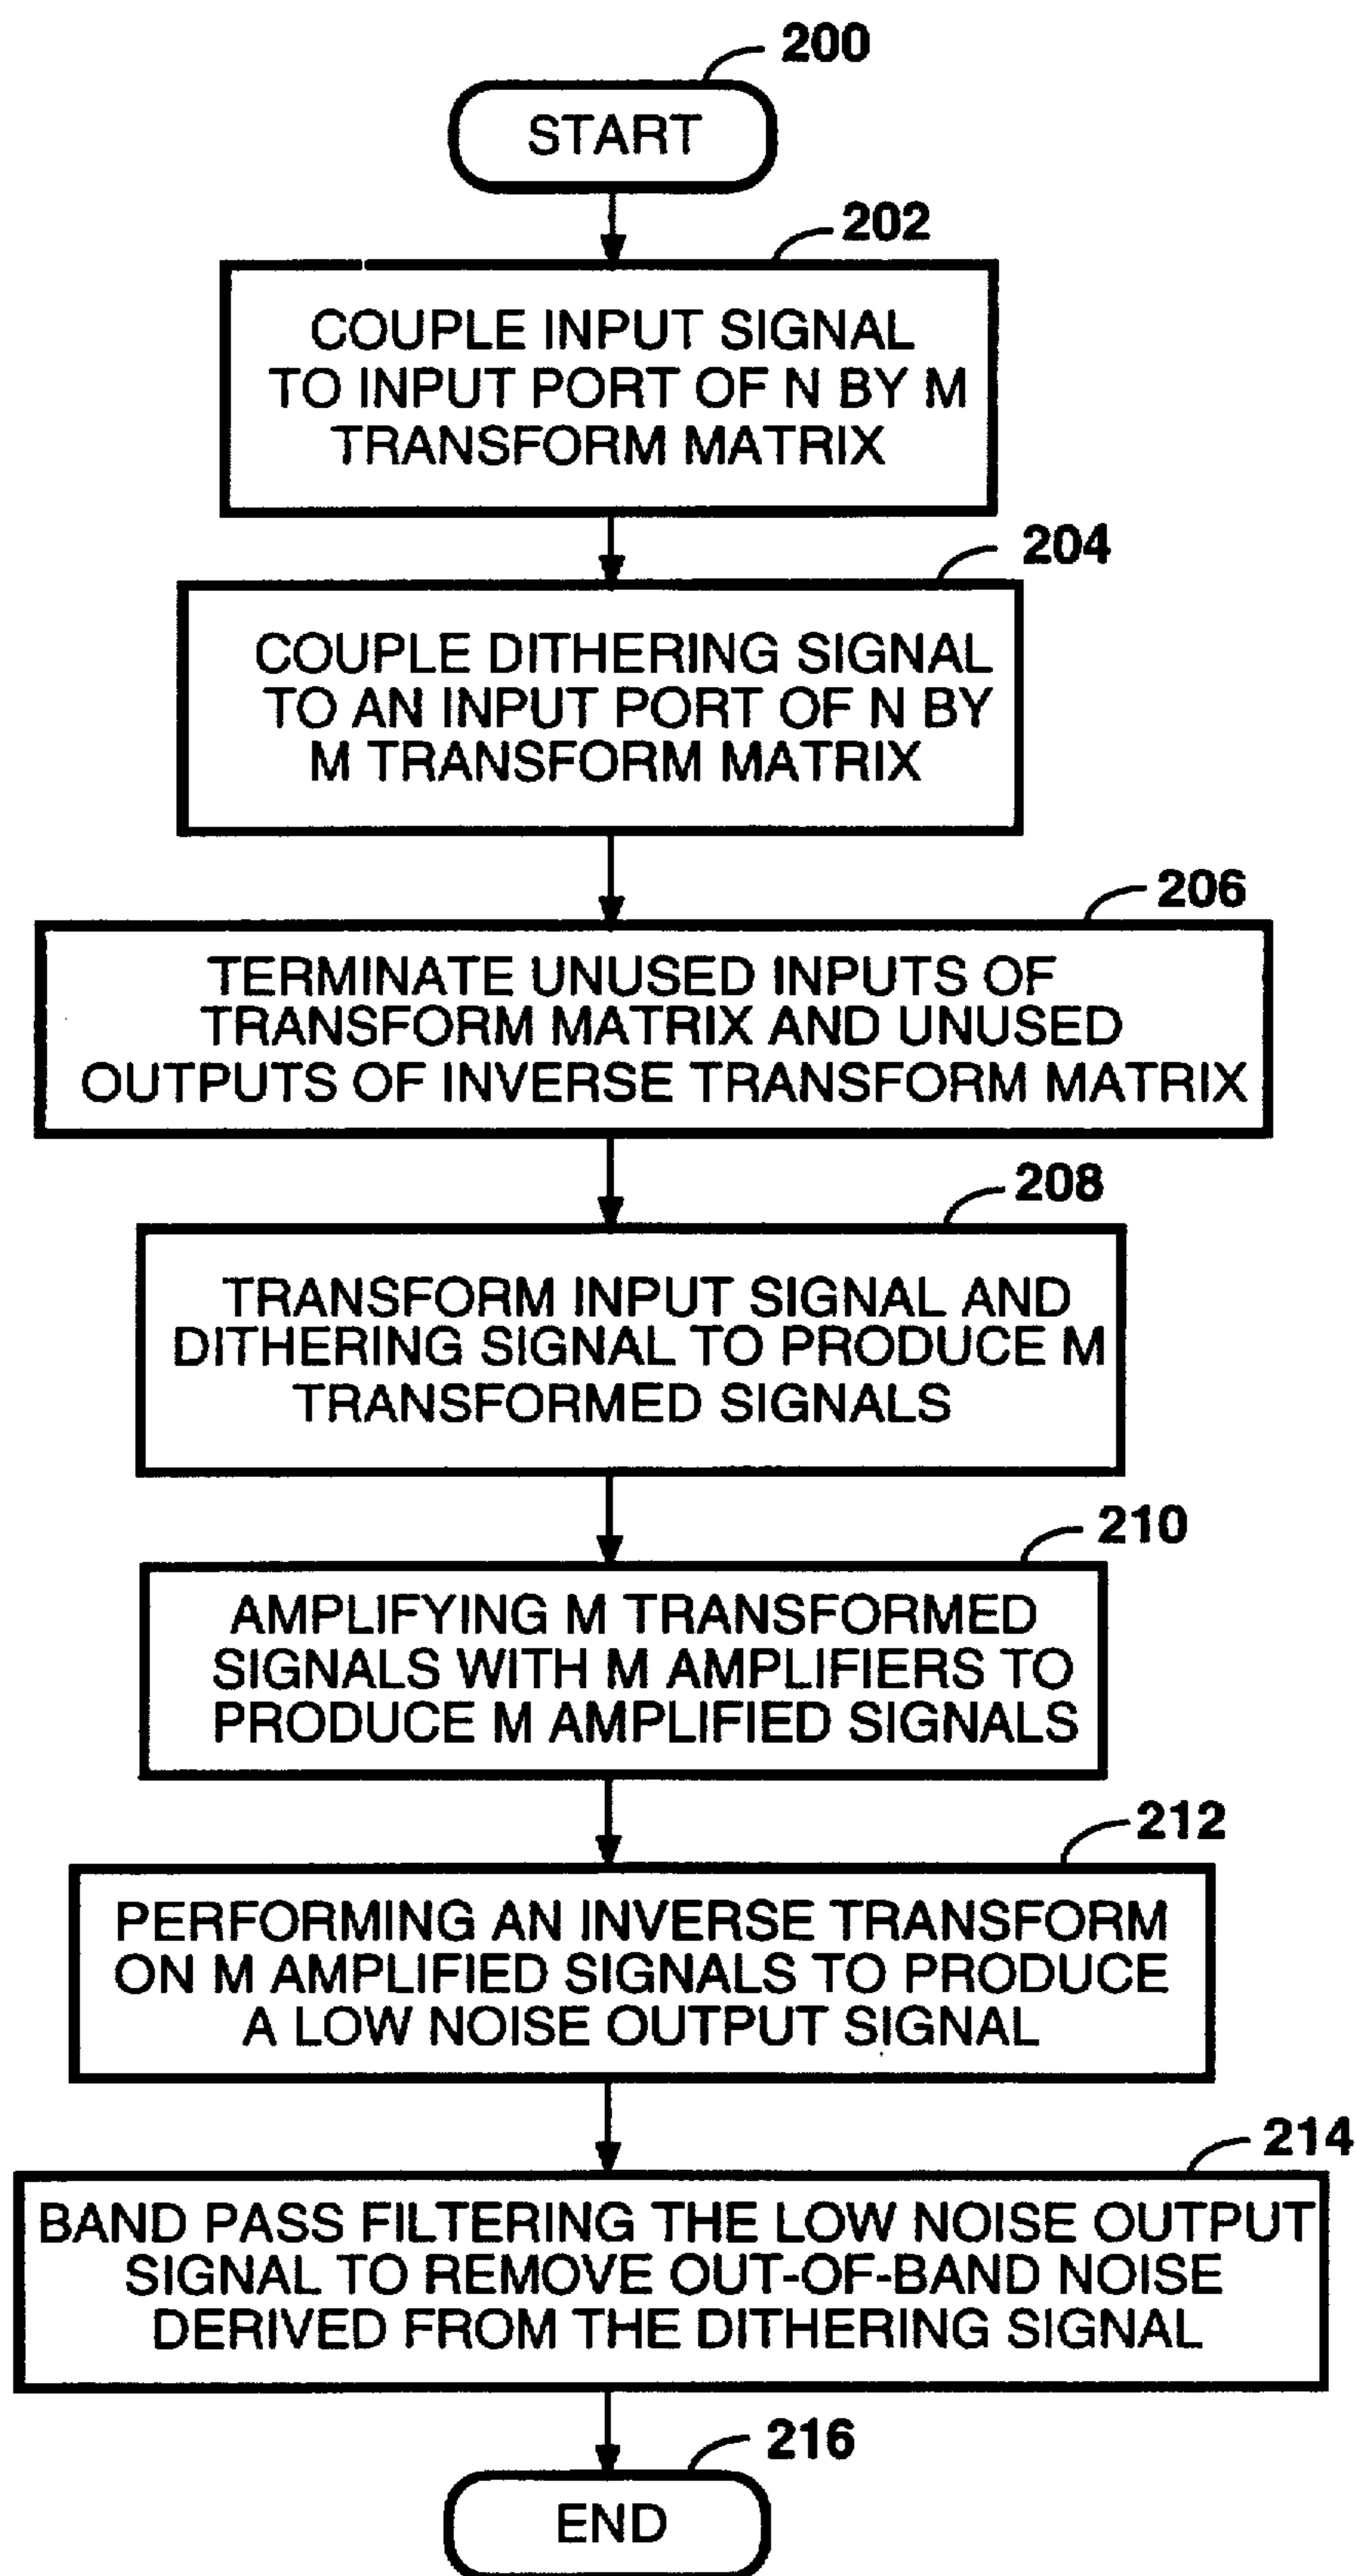 200
START
202
COUPLE INPUT SIGNAL
TO INPUT PORT OF N BY M
TRANSFORM MATRIX
204
COUPLE DITHERING SIGNAL
TO AN INPUT PORT OF N BY
M TRANSFORM MATRIX
206
TERMINATE UNUSED INPUTS OF
TRANSFORM MATRIX AND UNUSED
OUTPUTS OF INVERSE TRANSFORM MATRIX
208
TRANSFORM INPUT SIGNAL AND
DITHERING SIGNAL TO PRODUCE M
TRANSFORMED SIGNALS
210
AMPLIFYING M TRANSFORMED
SIGNALS WITH M AMPLIFIERS TO
PRODUCE M AMPLIFIED SIGNALS
212
PERFORMING AN INVERSE TRANSFORM
ON M AMPLIFIED SIGNALS TO PRODUCE
A LOW NOISE OUTPUT SIGNAL
214
BAND PASS FILTERING THE LOW NOISE OUTPUT
SIGNAL TO REMOVE OUT-OF-BAND NOISE
DERIVED FROM THE DITHERING SIGNAL
216
END